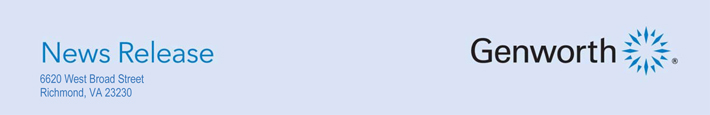 News Release
6620 West Broad Street
Richmond, VA 23230
Genworth®